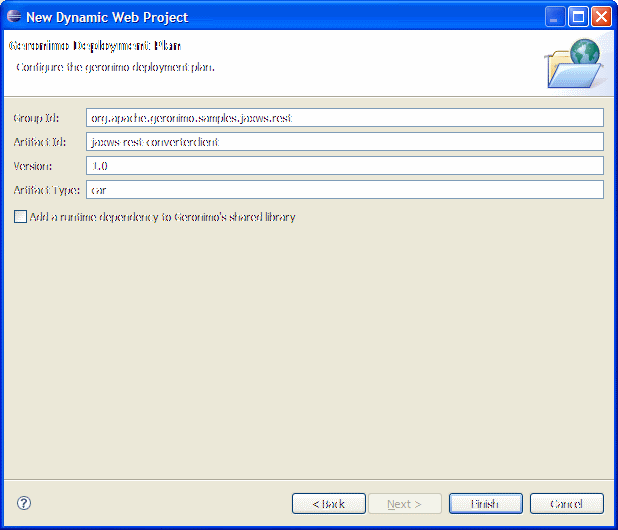 New Dynamic Web Project
Geronimo Deployment Plan
Configure the geronimo deployment plan.
Group Id: org.apache.geronimo.samples.jaxws.rest
Artifact Id: jaxws-rest-converterclient
Version: 1.0
Artifact Type: car
Add a runtime dependency to Geronimo's shared library
< Back Next > Finish Cancel